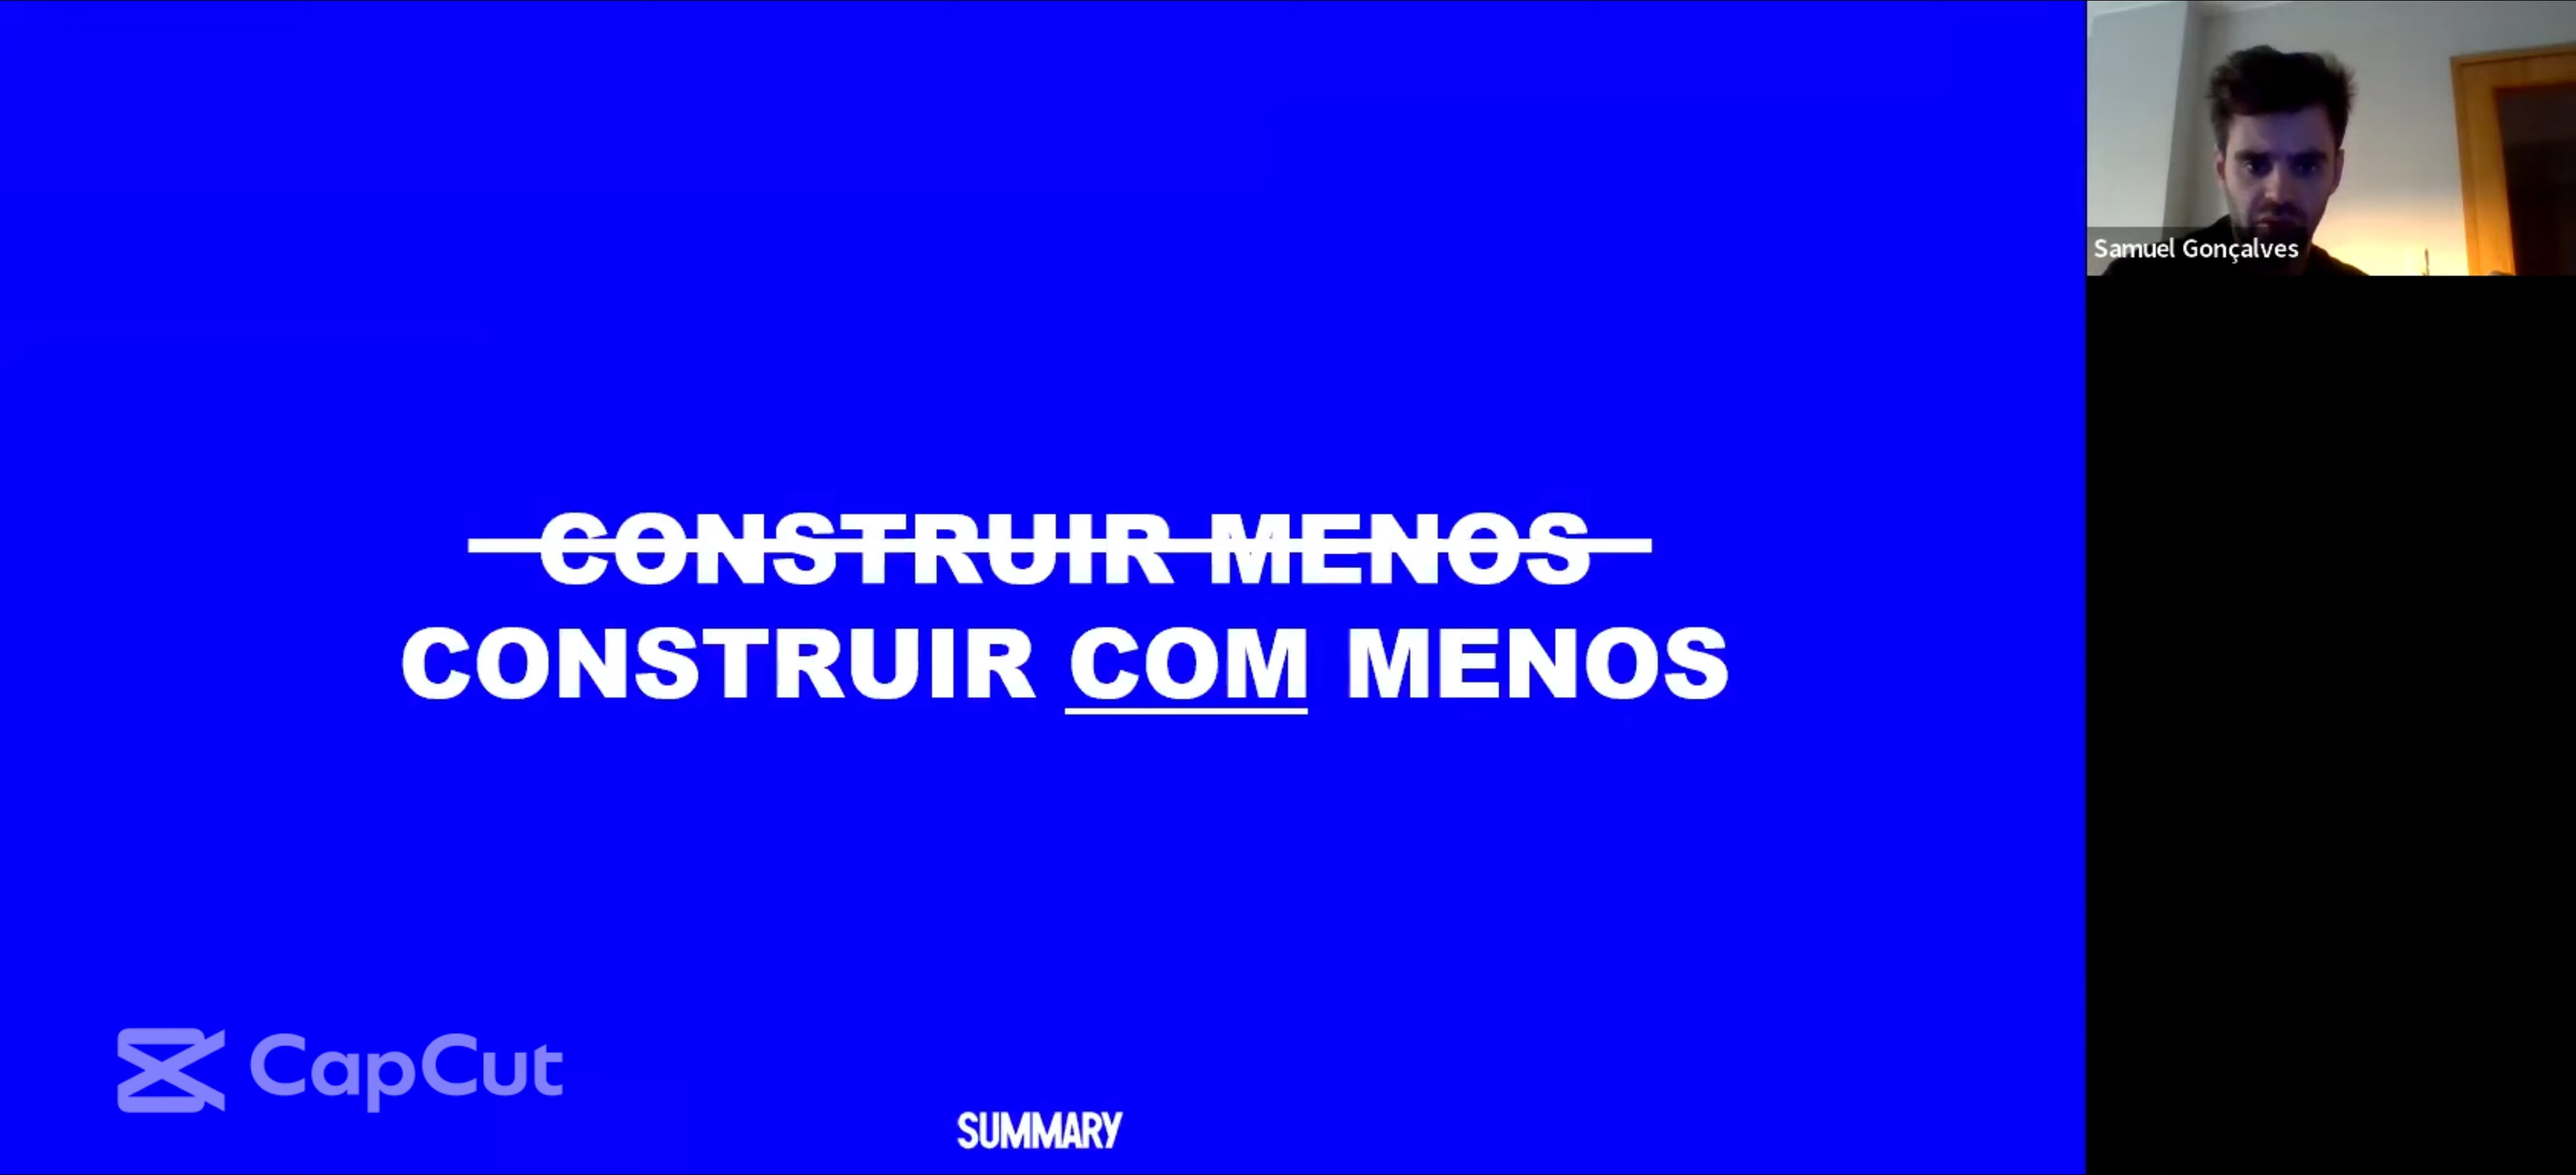 Samuel Gonçalves
CONSTRUIR MENOS
CONSTRUIR COM MENOS
CapCut
SUMMARY